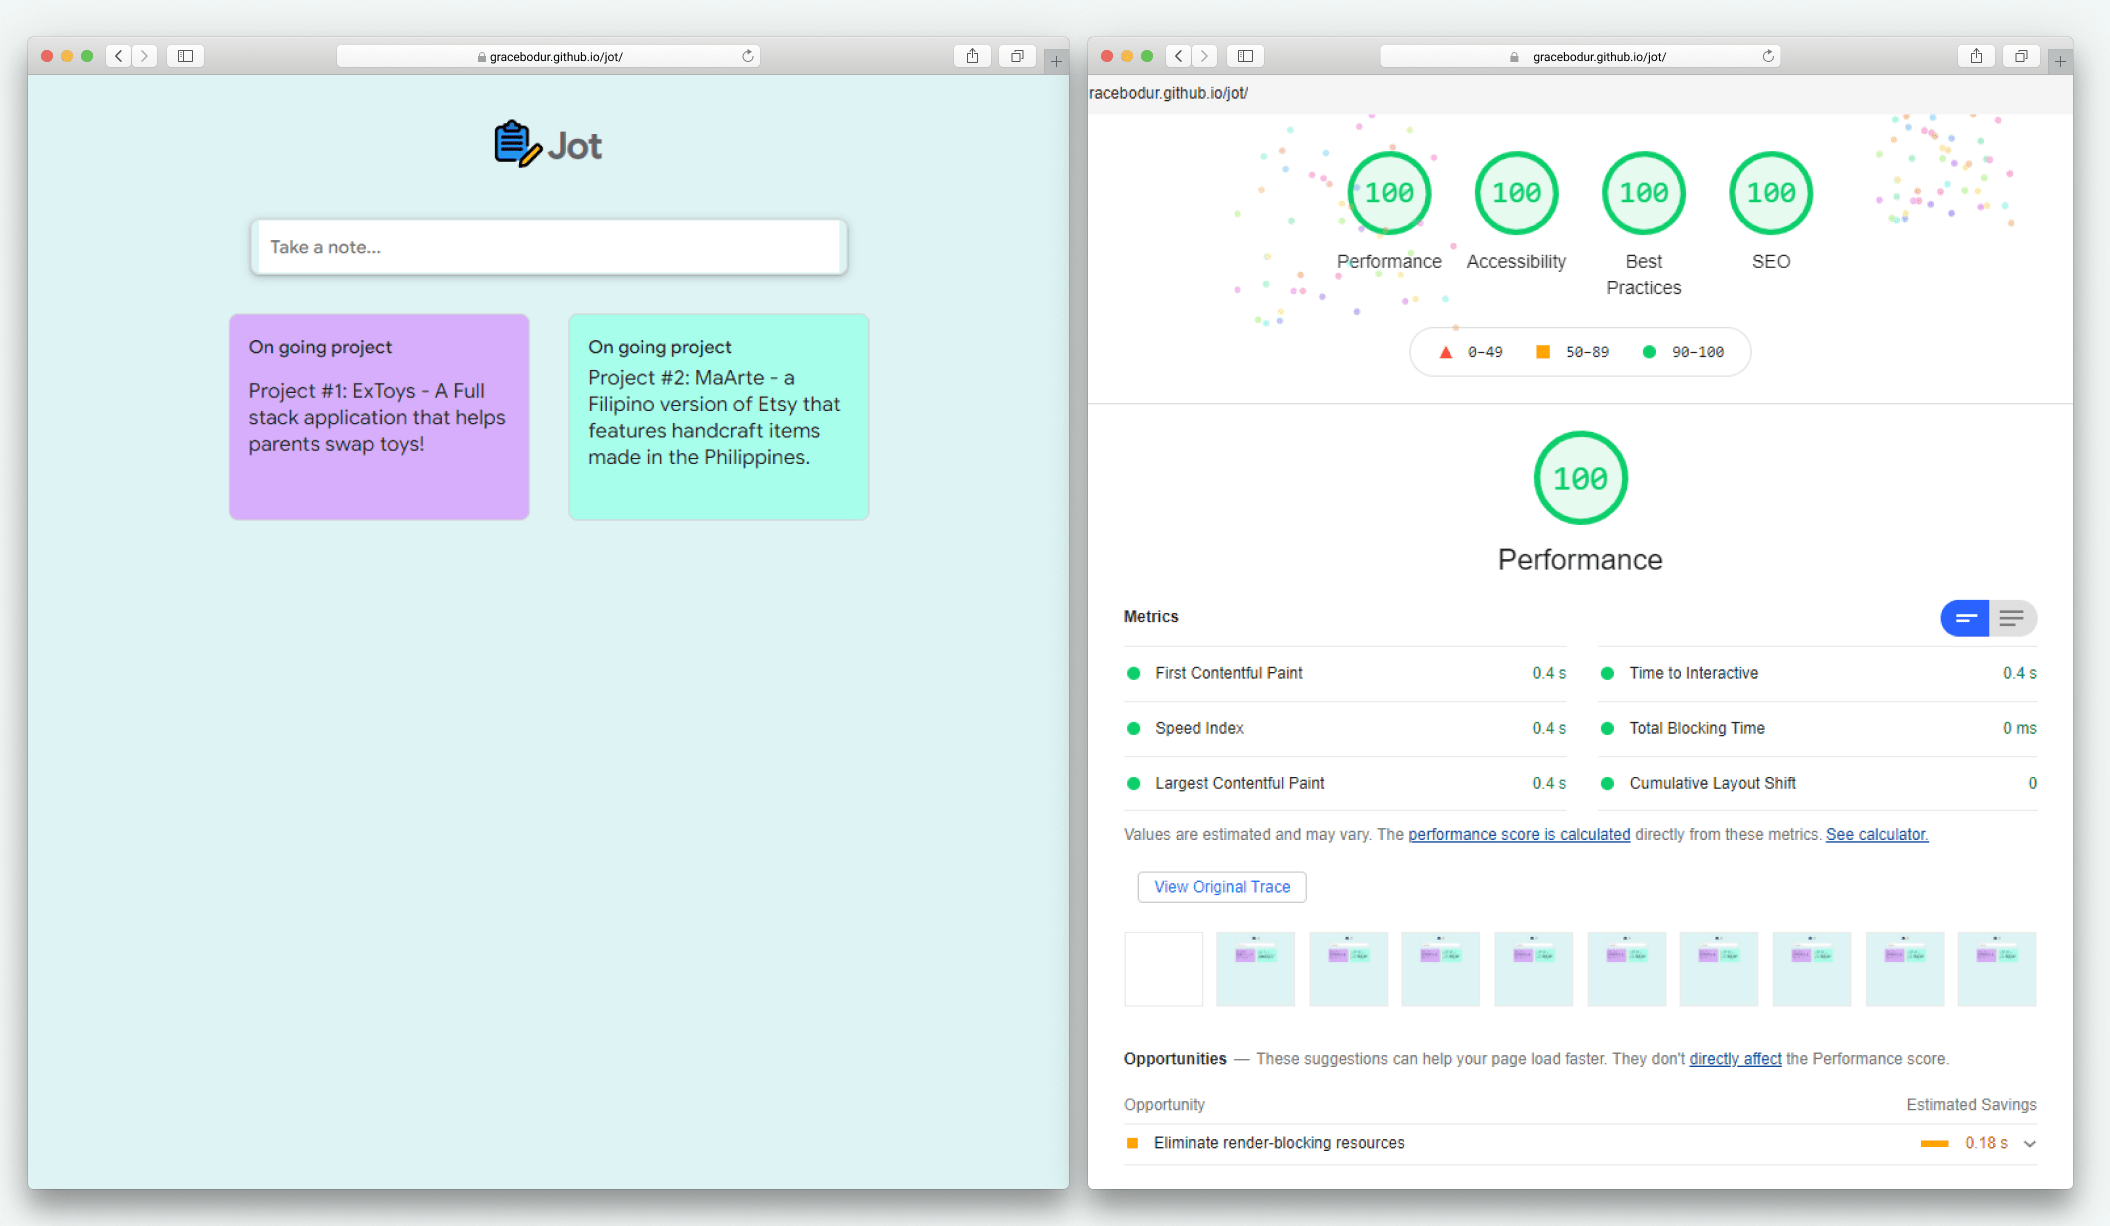 gracebodur.github.io/jot/
Jot
Take a note...
On going project
Project #1: ExToys - A Full
stack application that helps
parents swap toys!
On going project
Project #2: MaArte - a
Filipino version of Etsy that
features handcraft items
made in the Philippines.
gracebodur.github.io/jot/
racebodur.github.io/jot/
100
100
100
100
Performance
Accessibility
Best
Practices
SEO
0-49
50-89
90-100
100
Performance
Metrics
First Contentful Paint 0.4 s
Time to Interactive 0.4 s
Speed Index 0.4 s
Total Blocking Time 0 ms
Largest Contentful Paint 0.4 s
Cumulative Layout Shift 0
Values are estimated and may vary. The performance score is calculated directly from these metrics. See calculator.
View Original Trace
Opportunities — These suggestions can help your page load faster. They don't directly affect the Performance score.
Opportunity Estimated Savings
Eliminate render-blocking resources 0.18 s